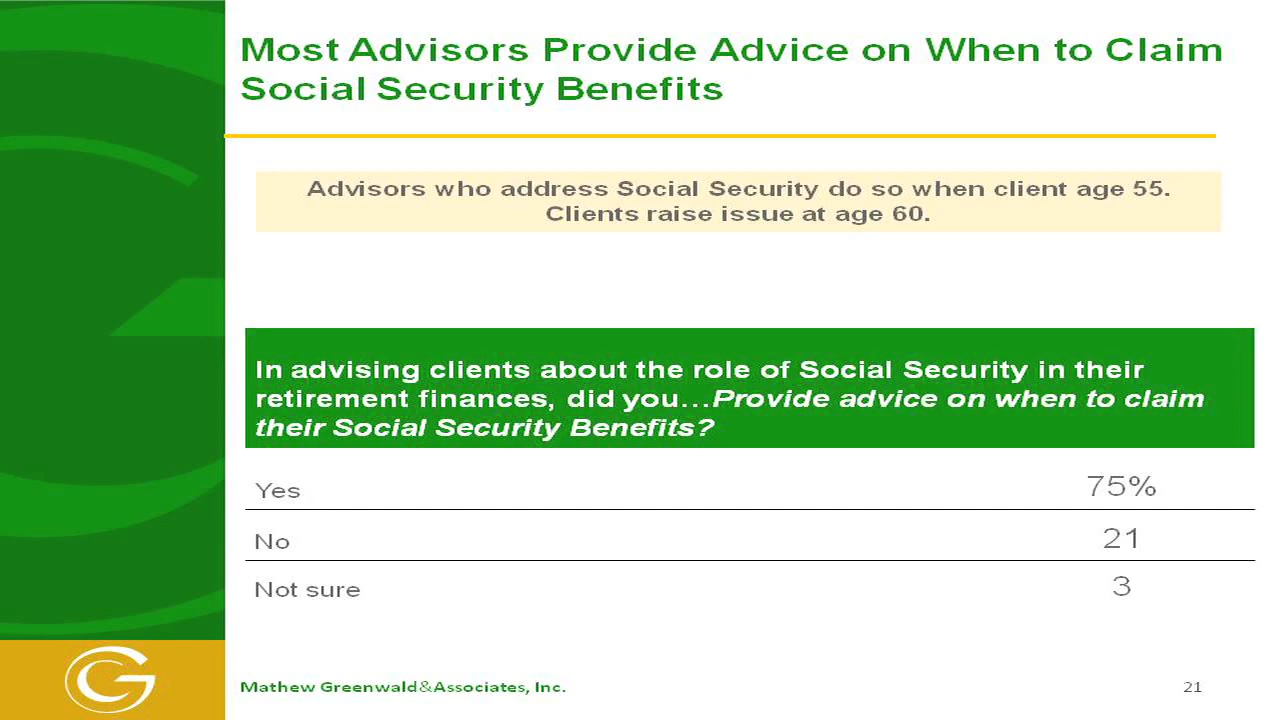 Most Advisors Provide Advice on When to Claim
Social Security Benefits
Advisors who address Social Security do so when client age 55.
Clients raise issue at age 60.
In advising clients about the role of Social Security in their
retirement finances, did you…Provide advice on when to claim
their Social Security Benefits?
Yes 75%
No 21
Not sure 3
Mathew Greenwald&Associates, Inc. 21